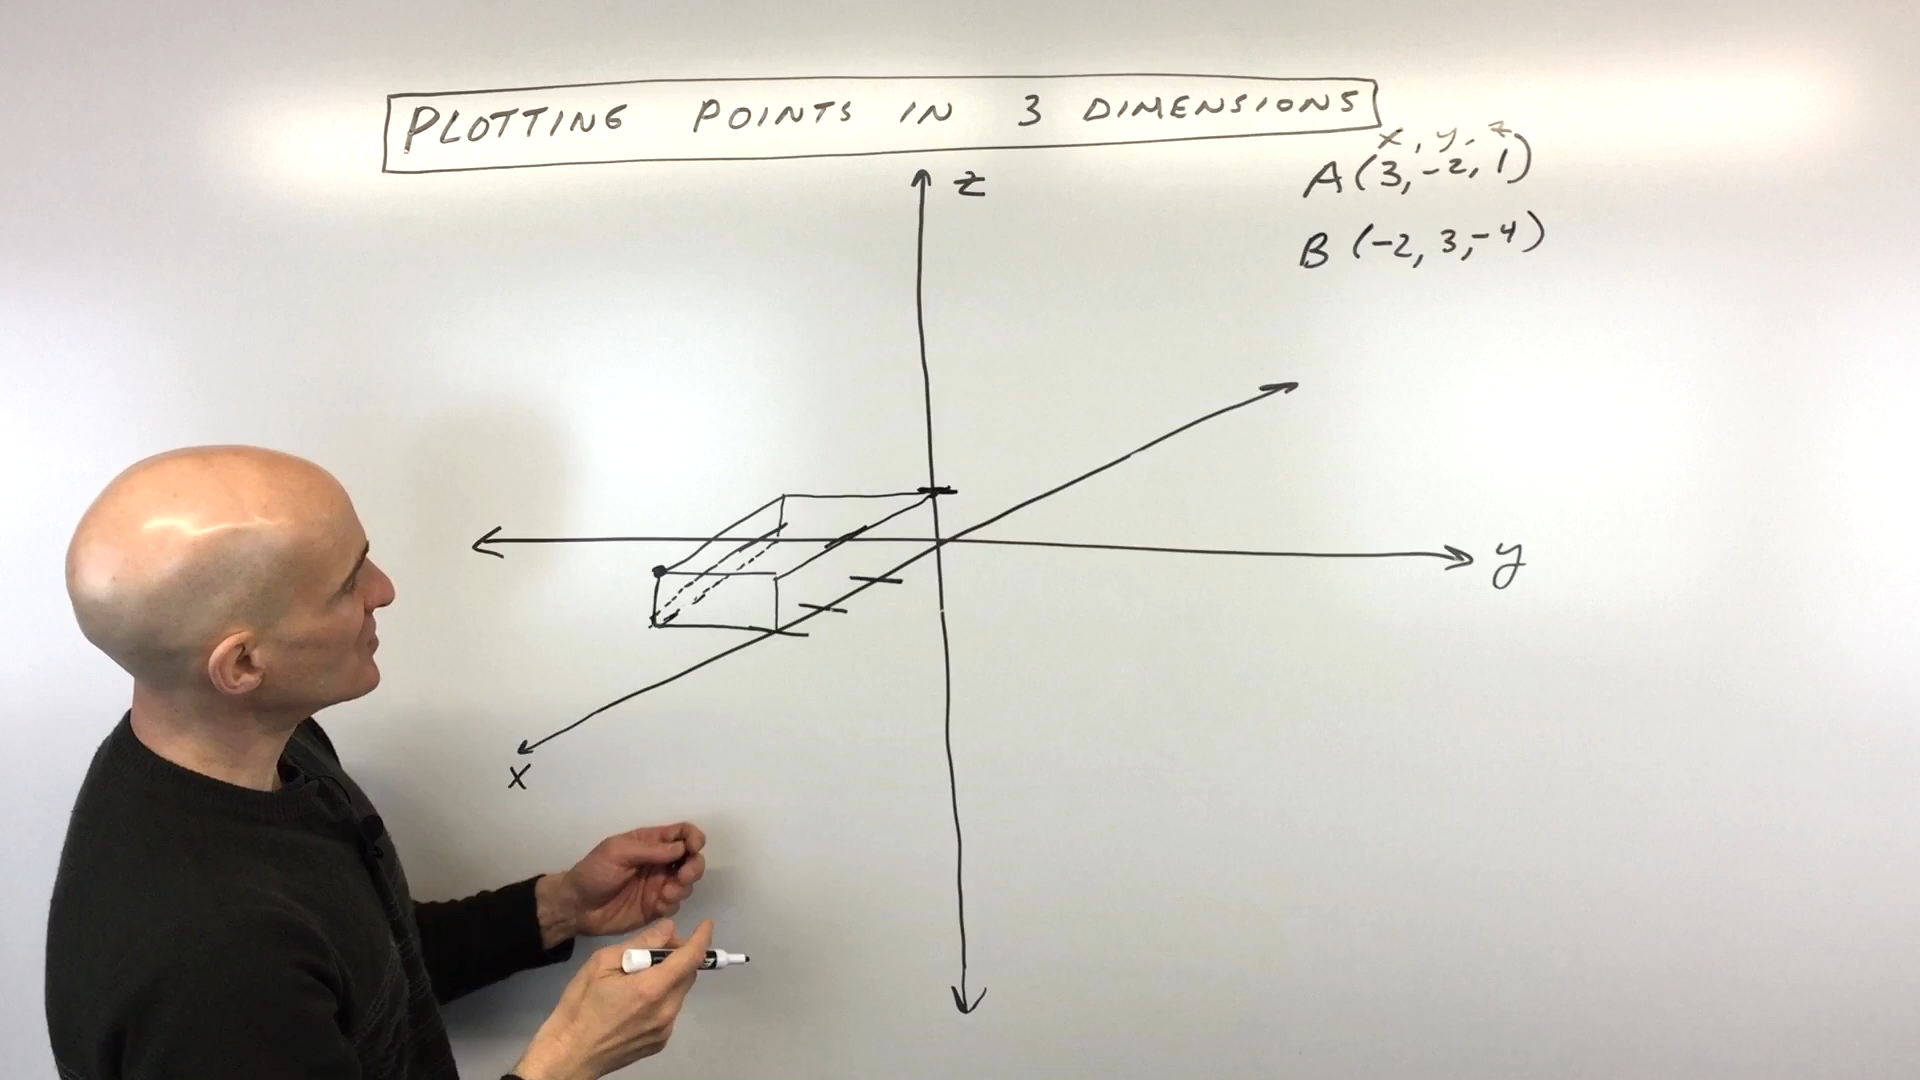 PLOTTING POINTS IN 3 DIMENSIONS
x, y, z
A(3,-2, 1)
B (-2, 3,-4)
z
y
x